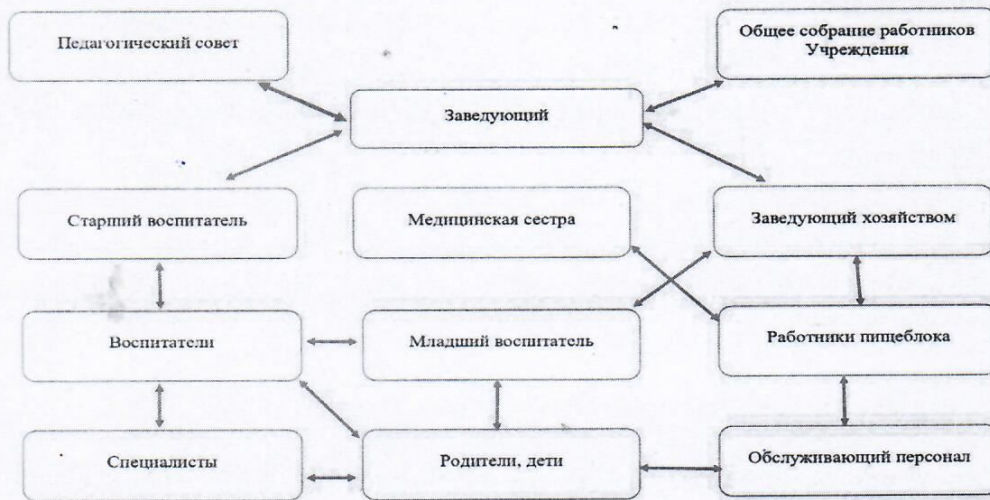 Педагогический совет
Общее собрание работников
Учреждения
Заведующий
Старший воспитатель
Медицинская сестра
Заведующий хозяйством
Воспитатели
Младший воспитатель
Работники пищеблока
Специалисты
Родители, дети
Обслуживающий персонал